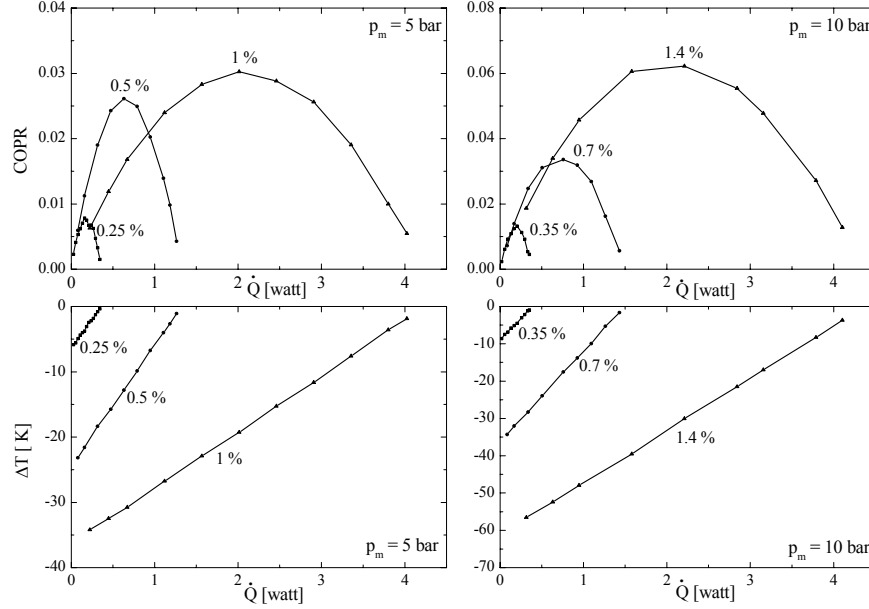 0.04
0.03
0.02
0.01
0.00
COPR
p_m = 5 bar
1 %
0.5 %
0.25 %
0 1 2 3 4
Q̇ [watt]
0.08
0.06
0.04
0.02
0.00
p_m = 10 bar
1.4 %
0.7 %
0.35 %
0 1 2 3 4
Q̇ [watt]
0
-10
-20
-30
-40
ΔT [ K]
0.25 %
0.5 %
1 %
p_m = 5 bar
0 1 2 3 4
Q̇ [watt]
0
-10
-20
-30
-40
-50
-60
-70
0.35 %
0.7 %
1.4 %
p_m = 10 bar
0 1 2 3 4
Q̇ [watt]